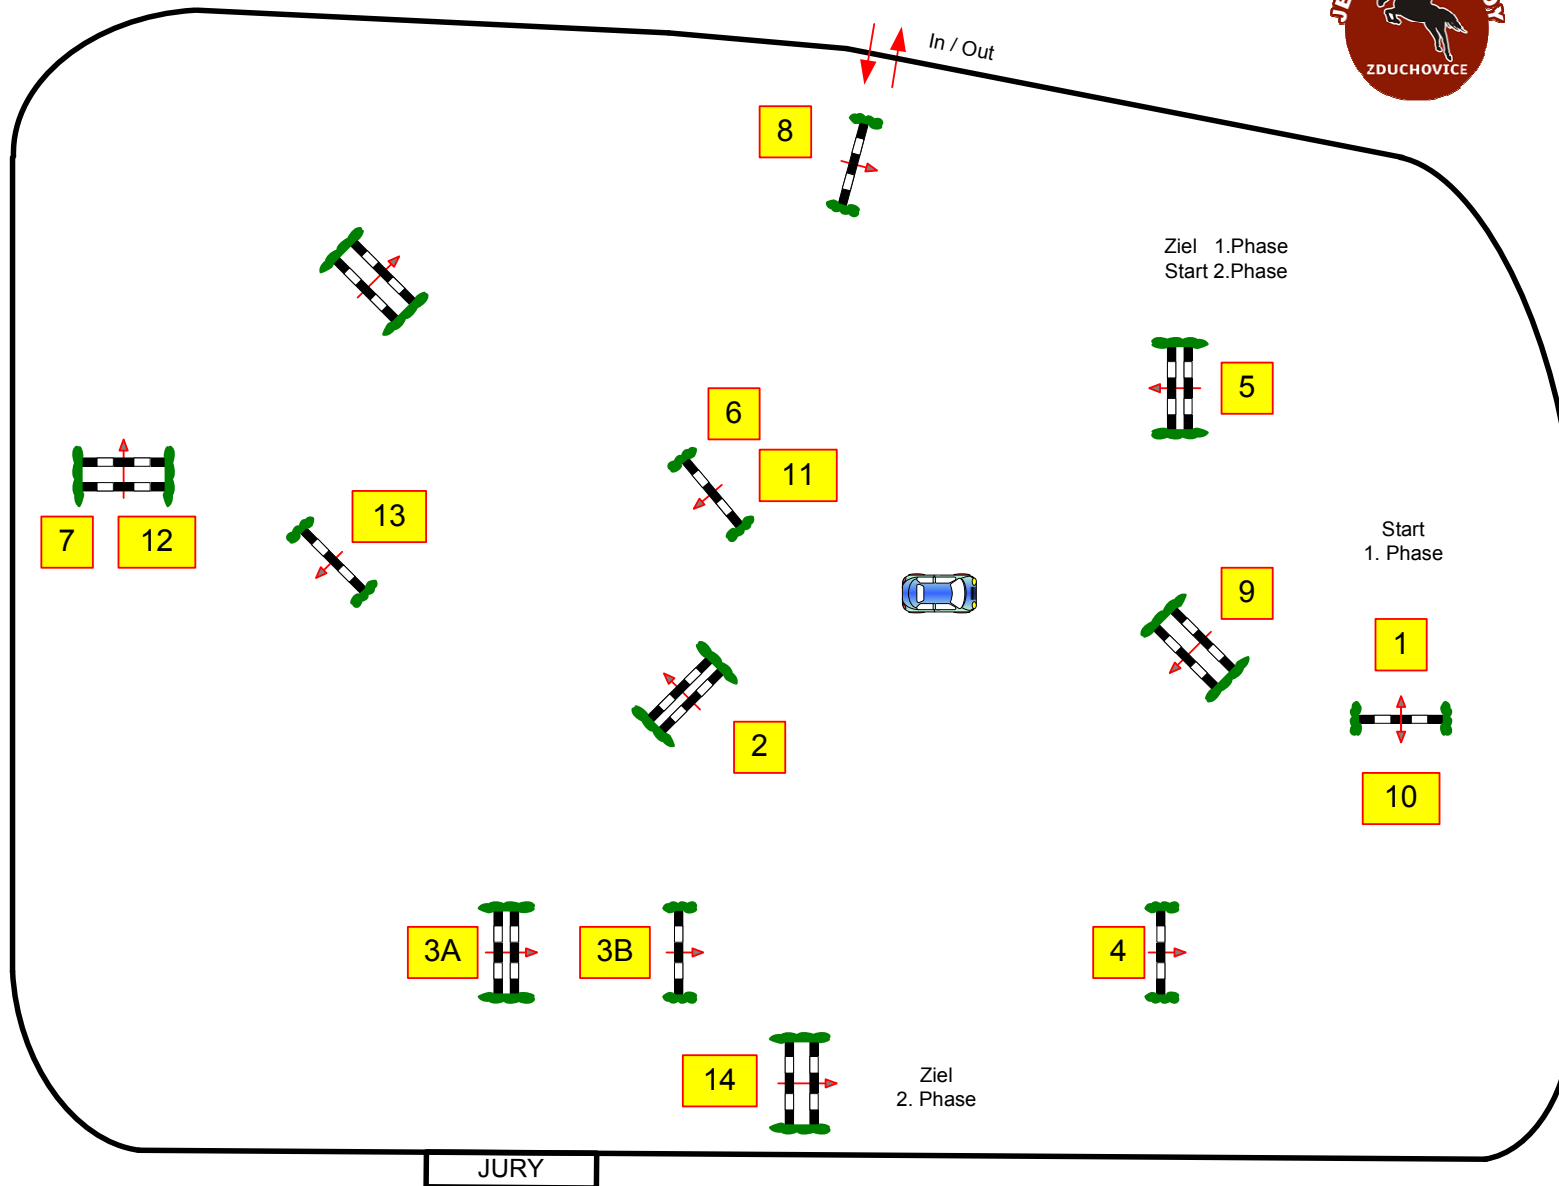 In / Out
ZDUCHOVICE
8
Ziel 1.Phase
Start 2.Phase
5
6
11
13
7
12
Start
1. Phase
9
1
2
10
3A
3B
4
14
Ziel
2. Phase
JURY